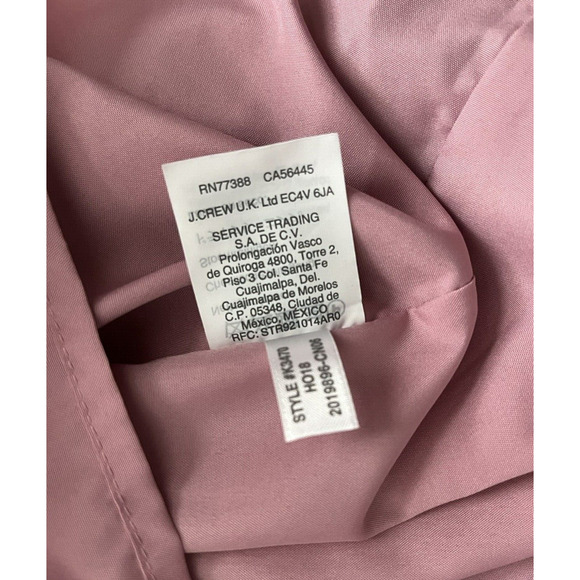 RN77388 CA56445
J.CREW U.K. Ltd EC4V 6JA
SERVICE TRADING
S.A. DE C.V.
Prolongación Vasco
de Quiroga 4800, Torre 2,
Piso 3 Col. Santa Fe
Cuajimalpa, Del.
Cuajimalpa de Morelos
C.P. 05348, Ciudad de
México, MÉXICO
RFC: STR921014AR0
STYLE #K3470
HO18
2019896-CN06